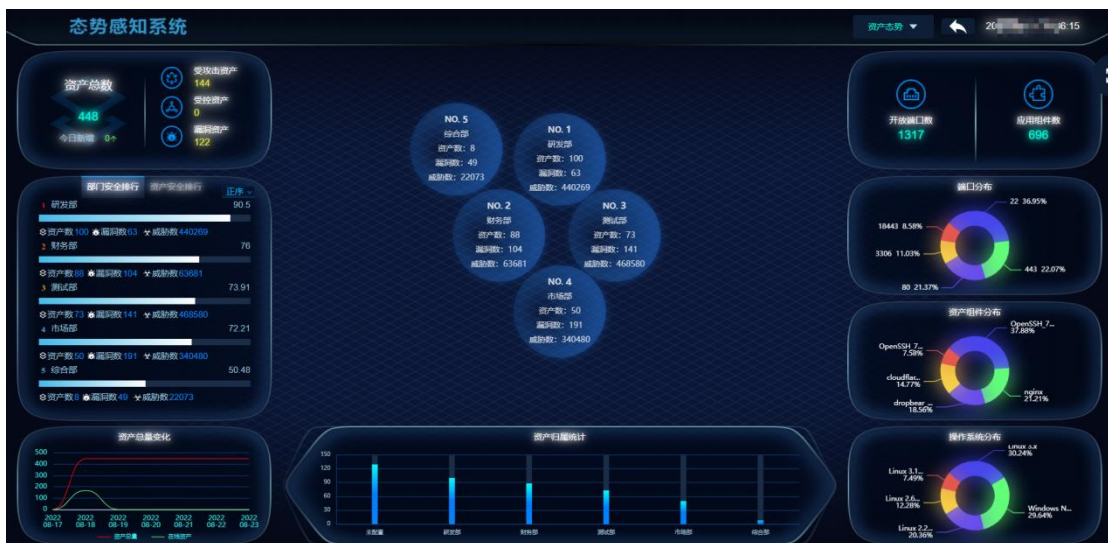 态势感知系统
资产态势
资产总数
448
今日新增 0↑
受攻击资产
144
受控资产
0
漏洞资产
122
部门安全排行 资产安全排行 正序
1 研发部 90.5
资产数100 漏洞数63 威胁数440269
2 财务部 76
资产数88 漏洞数104 威胁数63681
3 测试部 73.91
资产数73 漏洞数141 威胁数468580
4 市场部 72.21
资产数50 漏洞数191 威胁数340480
5 综合部 50.48
资产数8 漏洞数49 威胁数22073
资产总量变化
500
400
300
200
100
0
2022 08-17
2022 08-18
2022 08-19
2022 08-20
2022 08-21
2022 08-22
2022 08-23
资产总量 在线资产
NO. 5
综合部
资产数: 8
漏洞数: 49
威胁数: 22073
NO. 1
研发部
资产数: 100
漏洞数: 63
威胁数: 440269
NO. 2
财务部
资产数: 88
漏洞数: 104
威胁数: 63681
NO. 3
测试部
资产数: 73
漏洞数: 141
威胁数: 468580
NO. 4
市场部
资产数: 50
漏洞数: 191
威胁数: 340480
资产归属统计
150
120
90
60
30
0
未配置 研发部 财务部 测试部 市场部 综合部
开放端口数
1317
应用组件数
696
端口分布
22 36.95%
18443 8.58%
3306 11.03%
443 22.07%
80 21.37%
资产组件分布
OpenSSH_7...
37.88%
OpenSSH_7...
7.58%
cloudflar...
14.77%
nginx
21.21%
dropbear_...
18.56%
操作系统分布
Linux 3.x
30.24%
Linux 3.1...
7.49%
Linux 2.6...
12.28%
Windows N...
29.64%
Linux 2.2...
20.36%